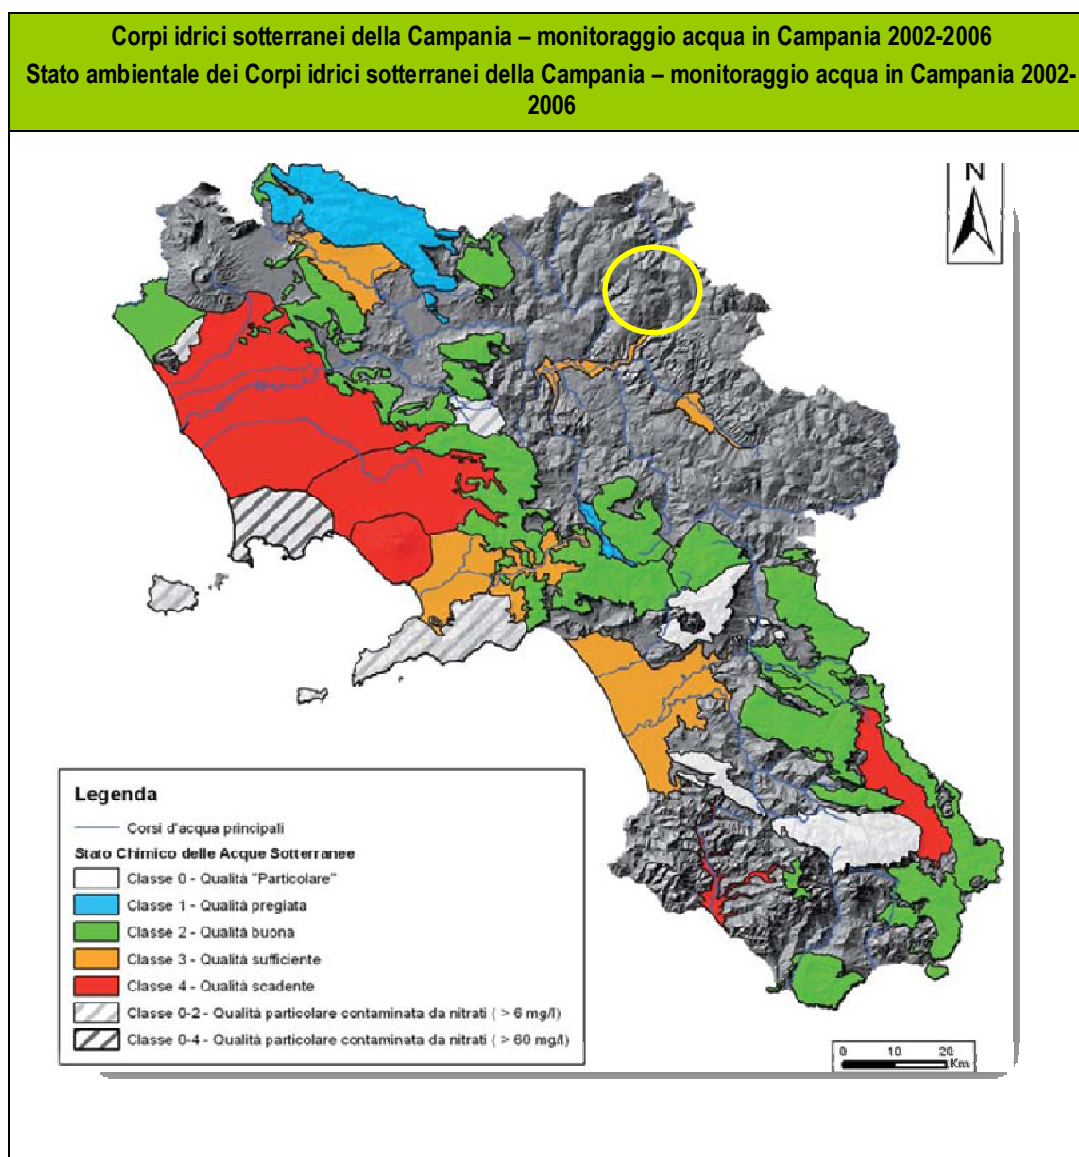 Corpi idrici sotterranei della Campania – monitoraggio acqua in Campania 2002-2006
Stato ambientale dei Corpi idrici sotterranei della Campania – monitoraggio acqua in Campania 2002-
2006
N
Legenda
Corsi d'acqua principali
Stato Chimico delle Acque Sotterranee
Classe 0 - Qualità "Particolare"
Classe 1 - Qualità pregiata
Classe 2 - Qualità buona
Classe 3 - Qualità sufficiente
Classe 4 - Qualità scadente
Classe 0-2 - Qualità particolare contaminata da nitrati ( > 6 mg/l)
Classe 0-4 - Qualità particolare contaminata da nitrati ( > 60 mg/l)
0 10 20
Km